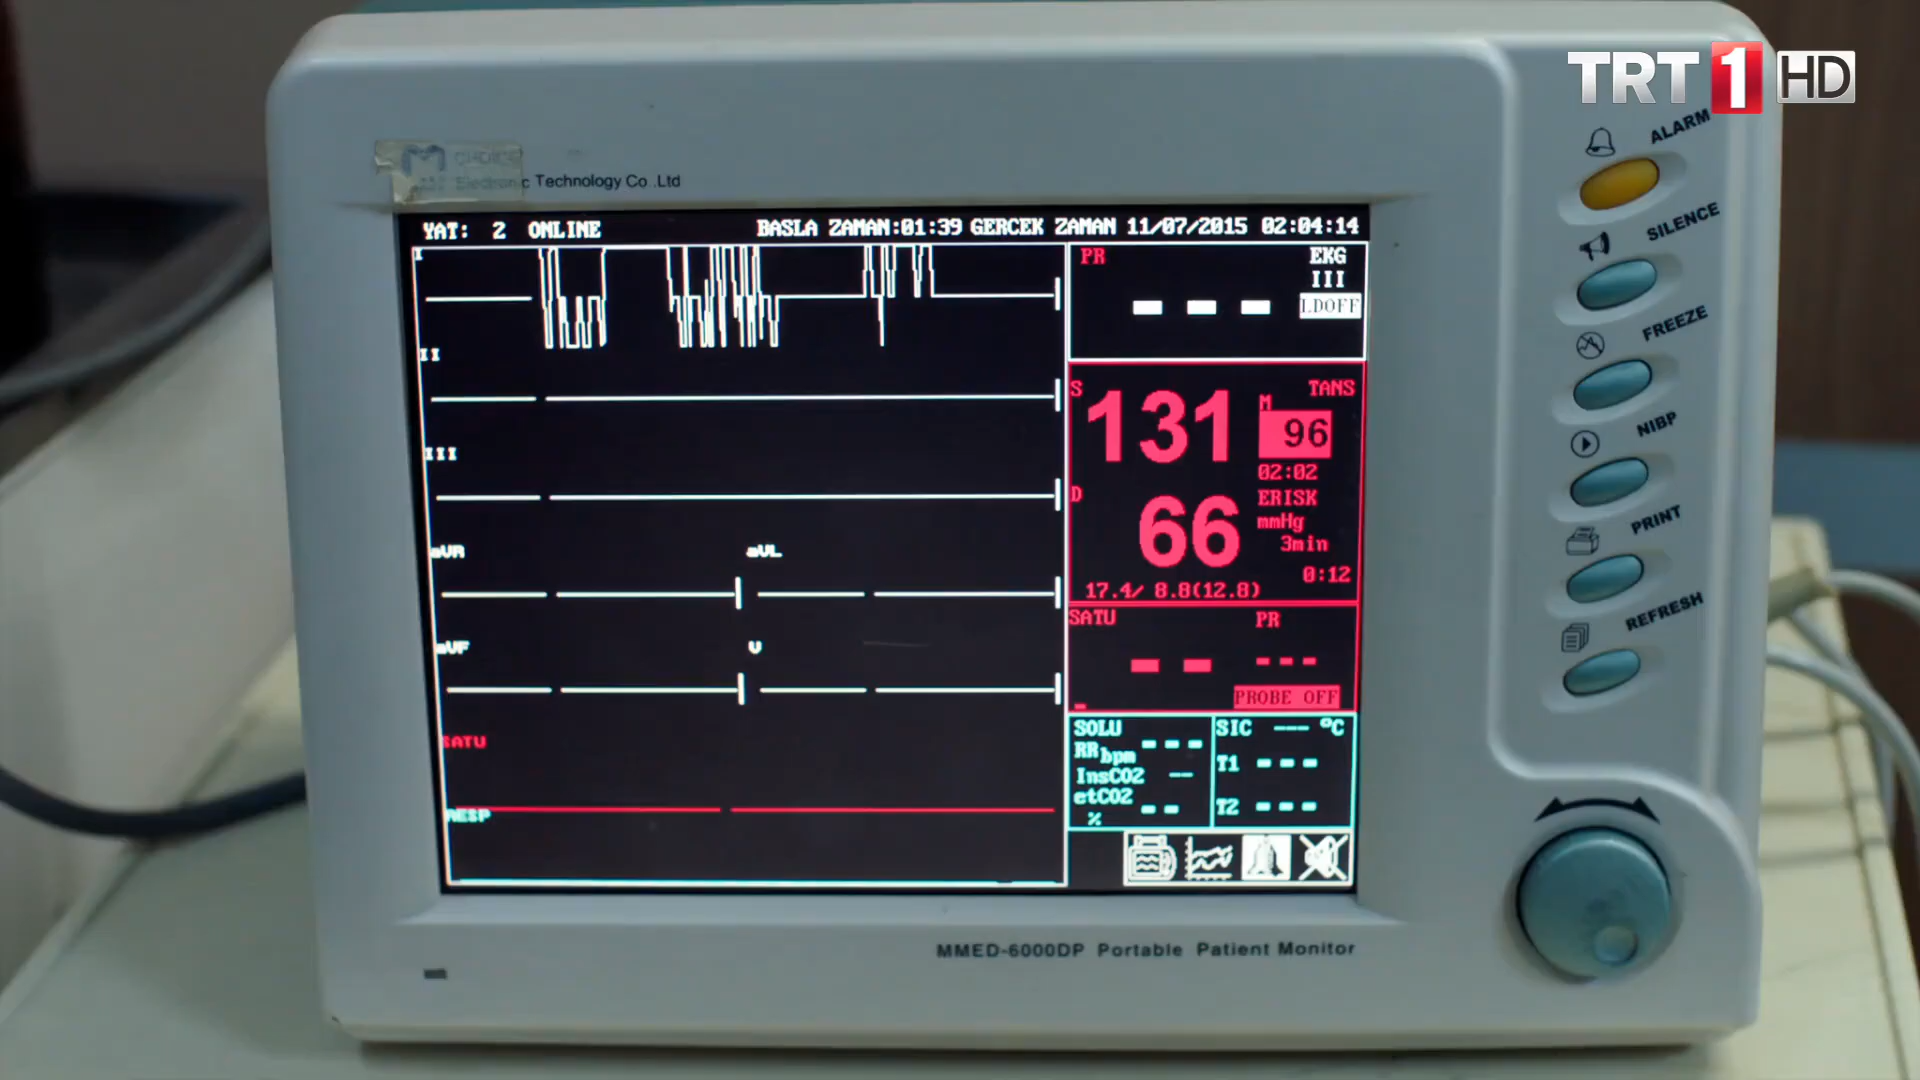 TRT 1 HD
ALARM
SILENCE
FREEZE
NIBP
PRINT
REFRESH
Electronic Technology Co .Ltd
YAT: 2 ONLINE
BASLA ZAMAN:01:39 GERCEK ZAMAN 11/07/2015 02:04:14
I
II
III
aVR
aVL
aVF
V
SATU
RESP
PR
EKG
III
LDOFF
- - -
S
131
M
96
TANS
02:02
D
66
ERISK
mmHg
3min
0:12
17.4/ 8.8(12.8)
SATU
PR
- -
- - -
PROBE OFF
SOLU
RR bpm - - -
InsCO2 --
etCO2 - -
%
SIC --- ºC
T1 - - -
T2 - - -
MMED-6000DP Portable Patient Monitor